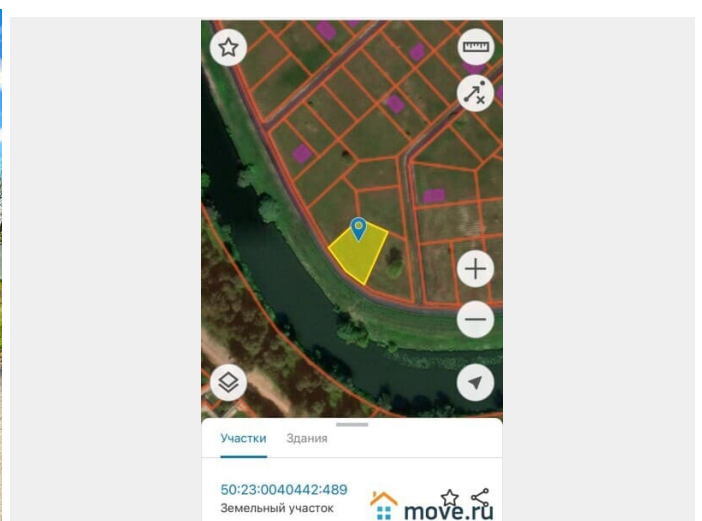 Участки Здания
50:23:0040442:489
Земельный участок
move.ru